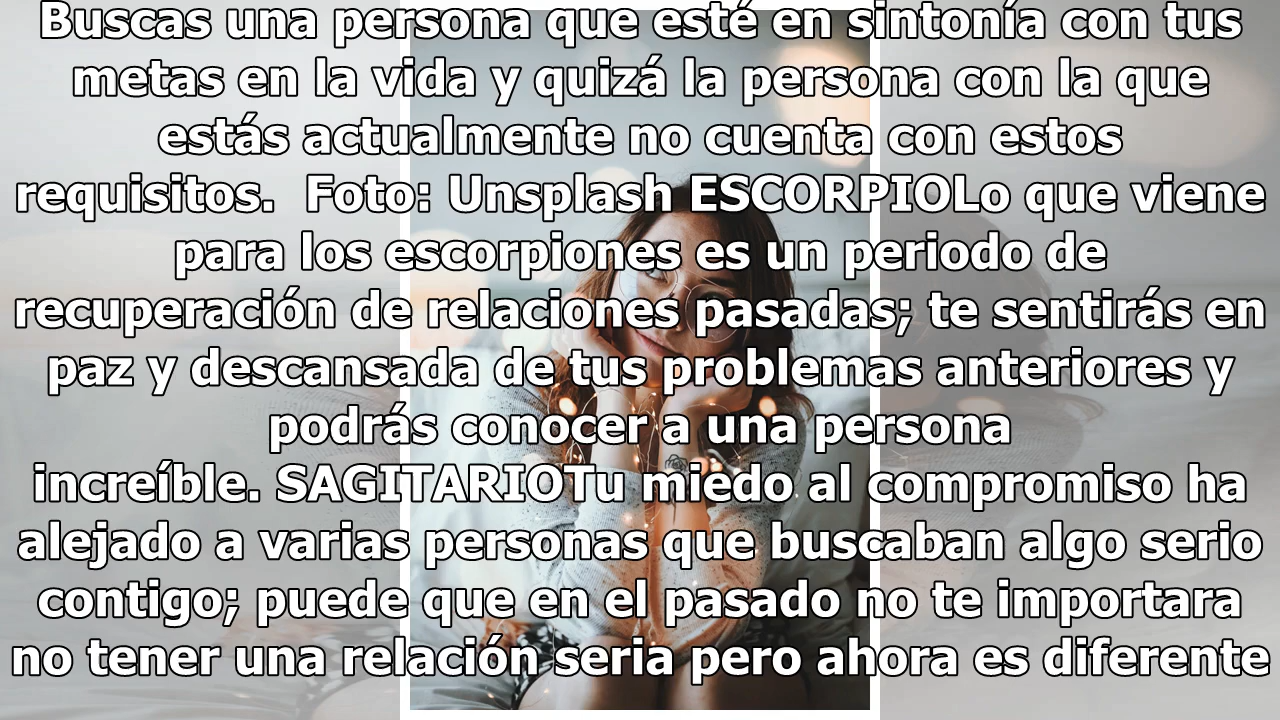 Buscas una persona que esté en sintonía con tus
metas en la vida y quizá la persona con la que
estás actualmente no cuenta con estos
requisitos.  Foto: Unsplash ESCORPIOLo que viene
para los escorpiones es un periodo de
recuperación de relaciones pasadas; te sentirás en
paz y descansada de tus problemas anteriores y
podrás conocer a una persona
increíble. SAGITARIOTu miedo al compromiso ha
alejado a varias personas que buscaban algo serio
contigo; puede que en el pasado no te importara
no tener una relación seria pero ahora es diferente